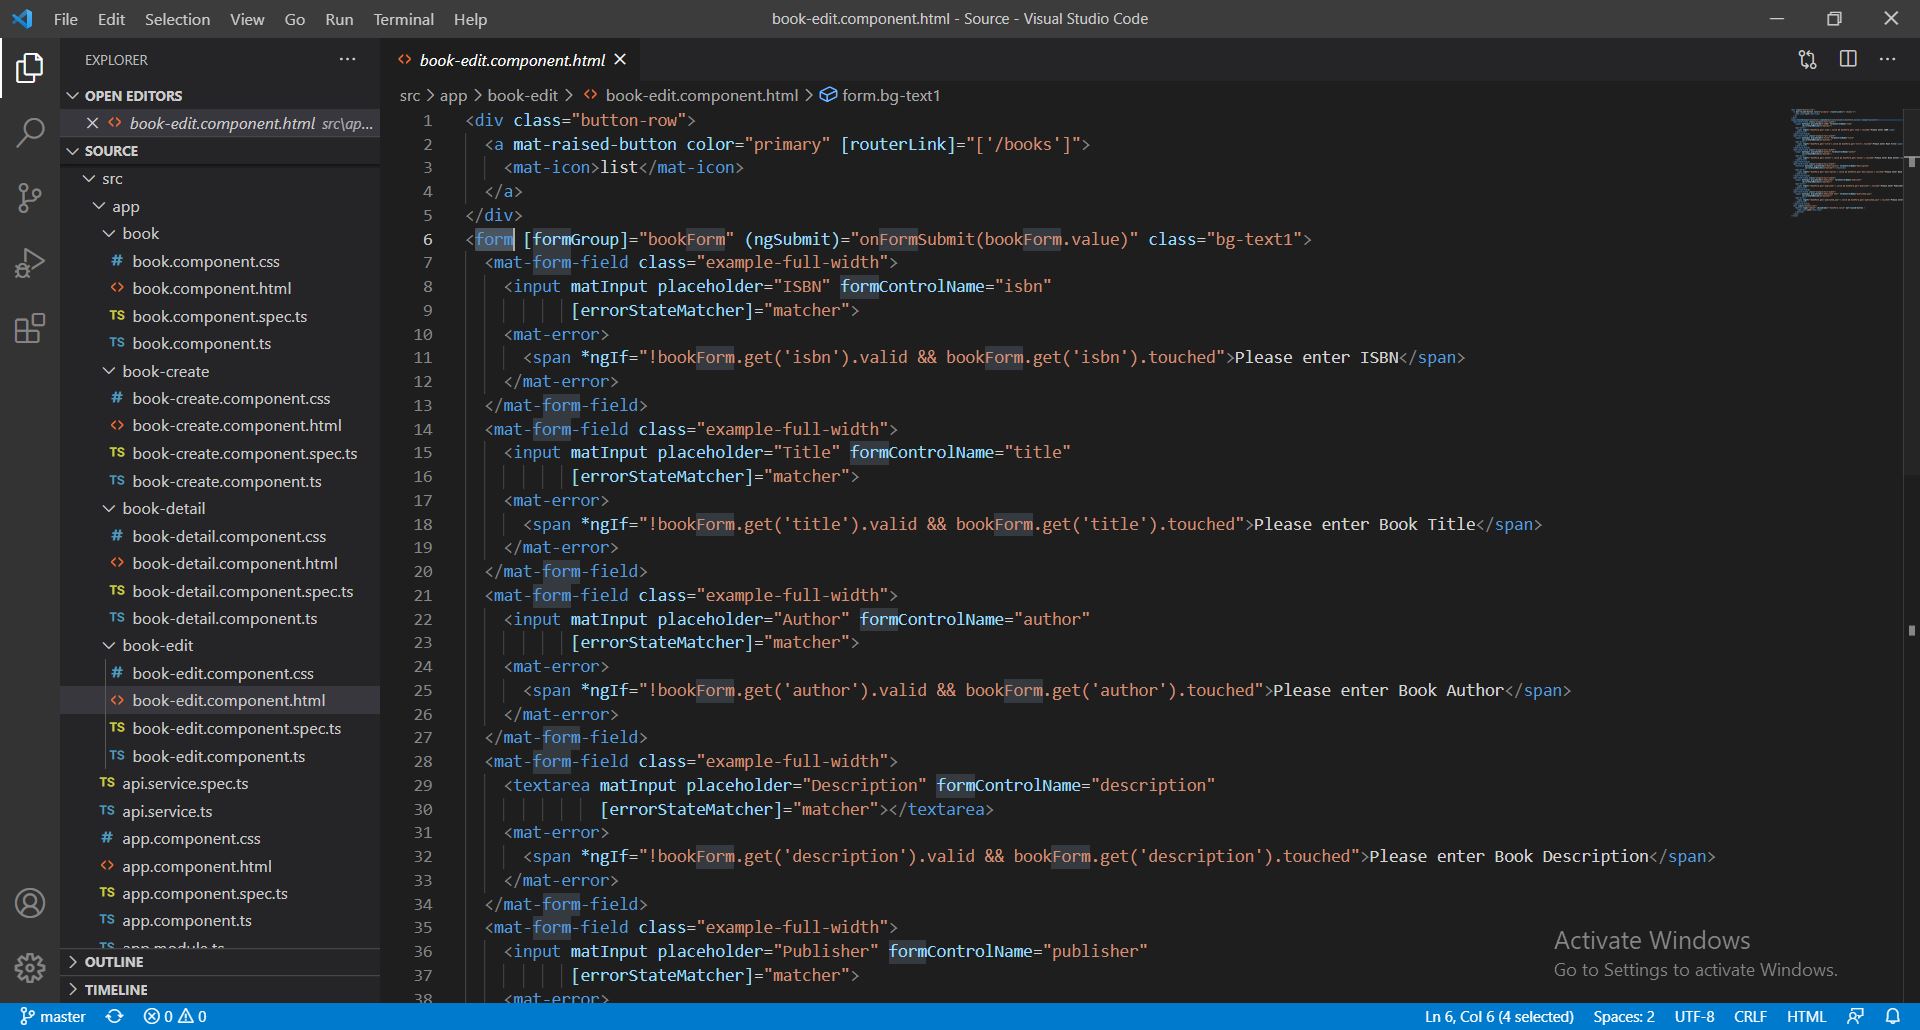 File Edit Selection View Go Run Terminal Help
book-edit.component.html - Source - Visual Studio Code
EXPLORER
OPEN EDITORS
book-edit.component.html src\ap...
SOURCE
src
app
book
# book.component.css
<> book.component.html
TS book.component.spec.ts
TS book.component.ts
book-create
# book-create.component.css
<> book-create.component.html
TS book-create.component.spec.ts
TS book-create.component.ts
book-detail
# book-detail.component.css
<> book-detail.component.html
TS book-detail.component.spec.ts
TS book-detail.component.ts
book-edit
# book-edit.component.css
<> book-edit.component.html
TS book-edit.component.spec.ts
TS book-edit.component.ts
TS api.service.spec.ts
TS api.service.ts
# app.component.css
<> app.component.html
TS app.component.spec.ts
TS app.component.ts
TS app.module.ts
OUTLINE
TIMELINE
<> book-edit.component.html
src > app > book-edit > <> book-edit.component.html > form.bg-text1
1 <div class="button-row">
2 <a mat-raised-button color="primary" [routerLink]="['/books']">
3 <mat-icon>list</mat-icon>
4 </a>
5 </div>
6 <form [formGroup]="bookForm" (ngSubmit)="onFormSubmit(bookForm.value)" class="bg-text1">
7 <mat-form-field class="example-full-width">
8 <input matInput placeholder="ISBN" formControlName="isbn"
9 [errorStateMatcher]="matcher">
10 <mat-error>
11 <span *ngIf="!bookForm.get('isbn').valid && bookForm.get('isbn').touched">Please enter ISBN</span>
12 </mat-error>
13 </mat-form-field>
14 <mat-form-field class="example-full-width">
15 <input matInput placeholder="Title" formControlName="title"
16 [errorStateMatcher]="matcher">
17 <mat-error>
18 <span *ngIf="!bookForm.get('title').valid && bookForm.get('title').touched">Please enter Book Title</span>
19 </mat-error>
20 </mat-form-field>
21 <mat-form-field class="example-full-width">
22 <input matInput placeholder="Author" formControlName="author"
23 [errorStateMatcher]="matcher">
24 <mat-error>
25 <span *ngIf="!bookForm.get('author').valid && bookForm.get('author').touched">Please enter Book Author</span>
26 </mat-error>
27 </mat-form-field>
28 <mat-form-field class="example-full-width">
29 <textarea matInput placeholder="Description" formControlName="description"
30 [errorStateMatcher]="matcher"></textarea>
31 <mat-error>
32 <span *ngIf="!bookForm.get('description').valid && bookForm.get('description').touched">Please enter Book Description</span>
33 </mat-error>
34 </mat-form-field>
35 <mat-form-field class="example-full-width">
36 <input matInput placeholder="Publisher" formControlName="publisher"
37 [errorStateMatcher]="matcher">
38 <mat-error>
Activate Windows
Go to Settings to activate Windows.
master 0 0 Ln 6, Col 6 (4 selected) Spaces: 2 UTF-8 CRLF HTML